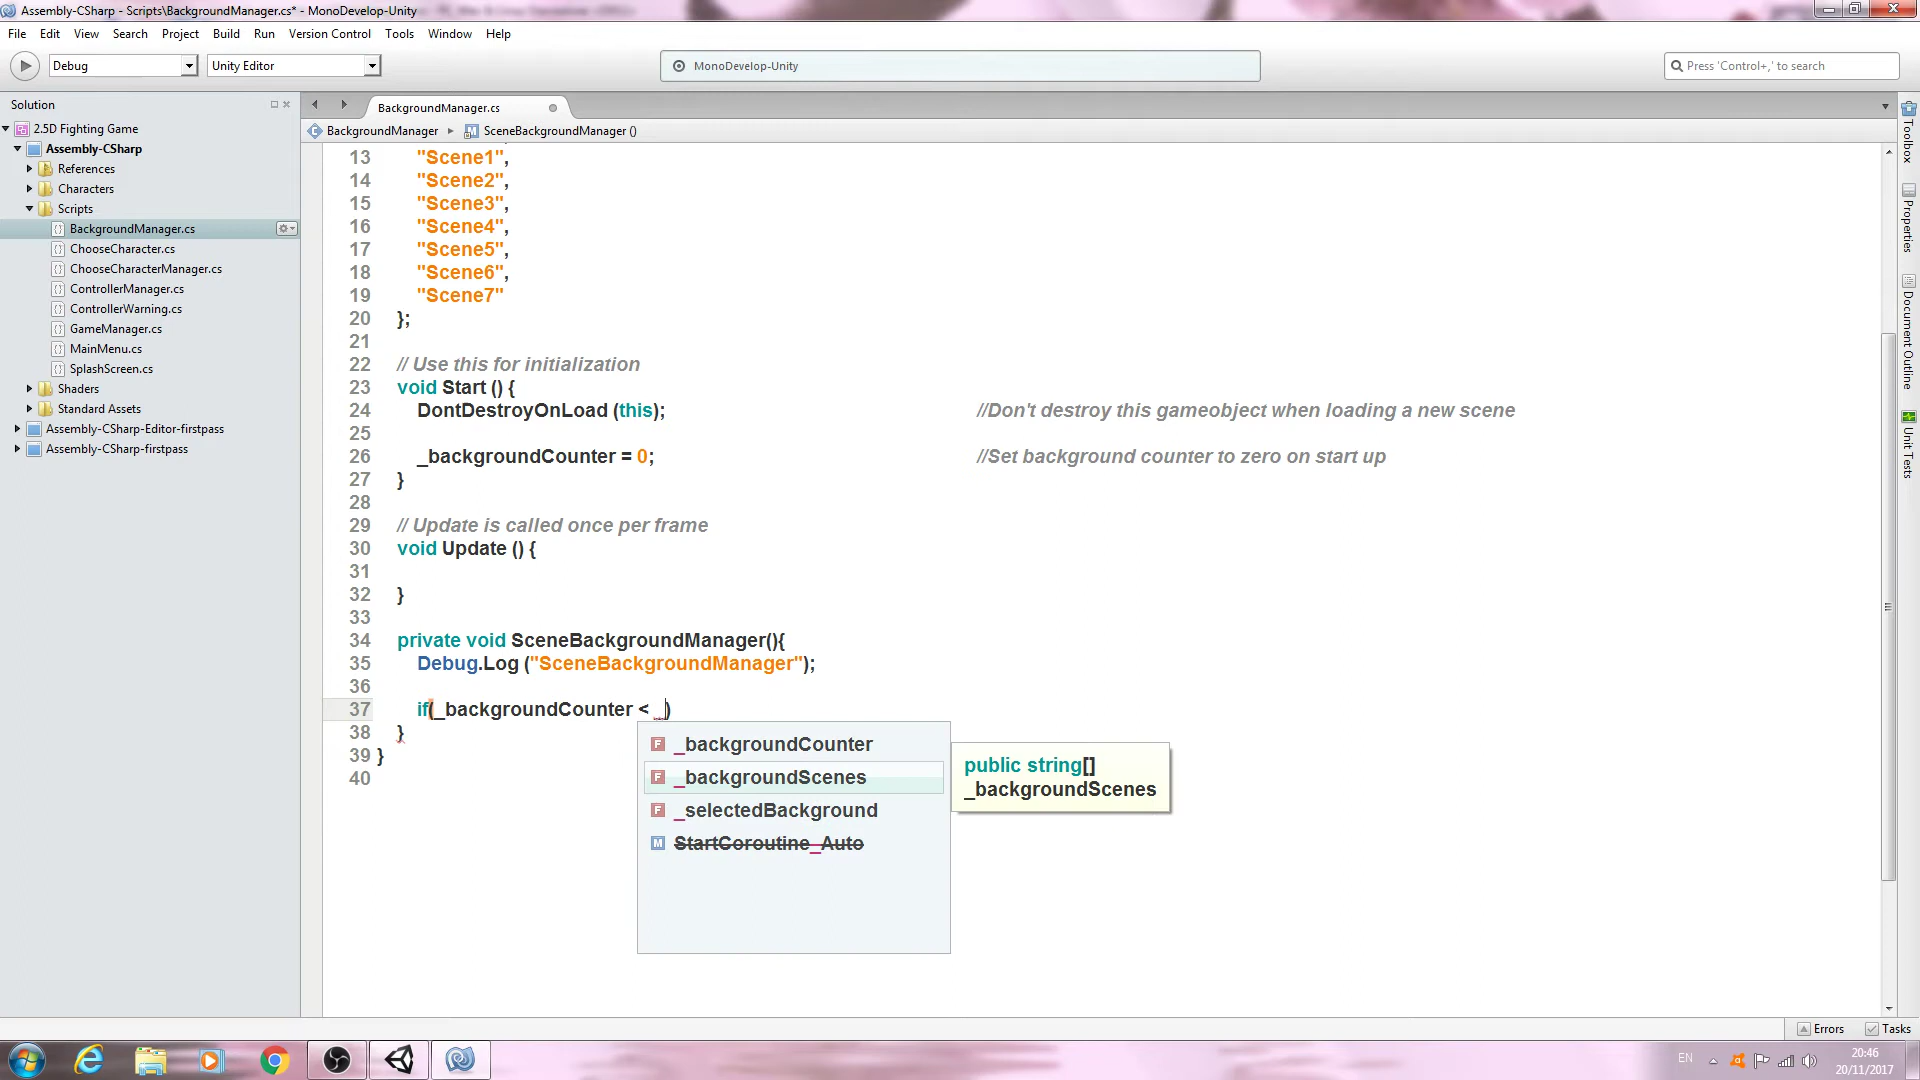 Assembly-CSharp - Scripts\BackgroundManager.cs* - MonoDevelop-Unity
File Edit View Search Project Build Run Version Control Tools Window Help
Debug Unity Editor MonoDevelop-Unity Press 'Control+,' to search
Solution
BackgroundManager.cs
BackgroundManager SceneBackgroundManager ()
2.5D Fighting Game
Assembly-CSharp
References
Characters
Scripts
BackgroundManager.cs
ChooseCharacter.cs
ChooseCharacterManager.cs
ControllerManager.cs
ControllerWarning.cs
GameManager.cs
MainMenu.cs
SplashScreen.cs
Shaders
Standard Assets
Assembly-CSharp-Editor-firstpass
Assembly-CSharp-firstpass
13 "Scene1",
14 "Scene2",
15 "Scene3",
16 "Scene4",
17 "Scene5",
18 "Scene6",
19 "Scene7"
20 };
21
22 // Use this for initialization
23 void Start () {
24 DontDestroyOnLoad (this); //Don't destroy this gameobject when loading a new scene
25
26 _backgroundCounter = 0; //Set background counter to zero on start up
27 }
28
29 // Update is called once per frame
30 void Update () {
31
32 }
33
34 private void SceneBackgroundManager(){
35 Debug.Log ("SceneBackgroundManager");
36
37 if(_backgroundCounter < _)
38 }
39 }
40
_backgroundCounter
_backgroundScenes
_selectedBackground
StartCoroutine_Auto
public string[]
_backgroundScenes
Toolbox
Properties
Document Outline
Unit Tests
Errors Tasks
EN
20:46
20/11/2017